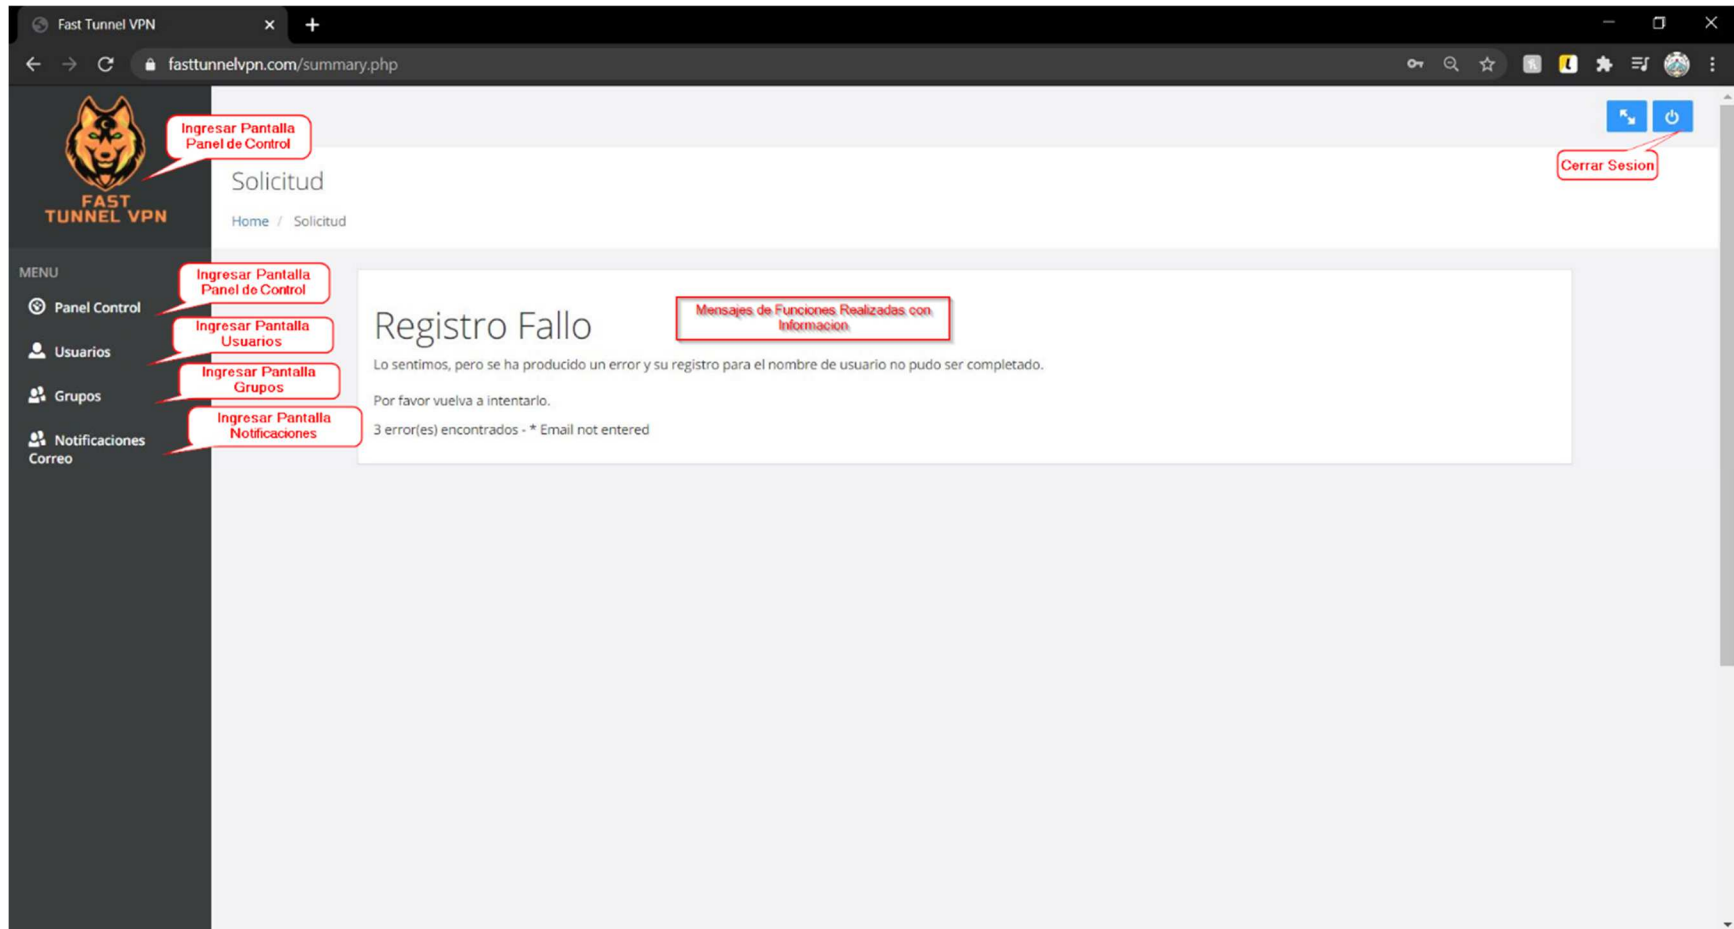 Fast Tunnel VPN
fasttunnelvpn.com/summary.php
FAST
TUNNEL VPN
Ingresar Pantalla
Panel de Control
Cerrar Sesion
Solicitud
Home / Solicitud
MENU
Panel Control
Ingresar Pantalla
Panel de Control
Usuarios
Ingresar Pantalla
Usuarios
Grupos
Ingresar Pantalla
Grupos
Notificaciones
Correo
Ingresar Pantalla
Notificaciones
Registro Fallo
Mensajes de Funciones Realizadas con
Informacion
Lo sentimos, pero se ha producido un error y su registro para el nombre de usuario no pudo ser completado.
Por favor vuelva a intentarlo.
3 error(es) encontrados - * Email not entered